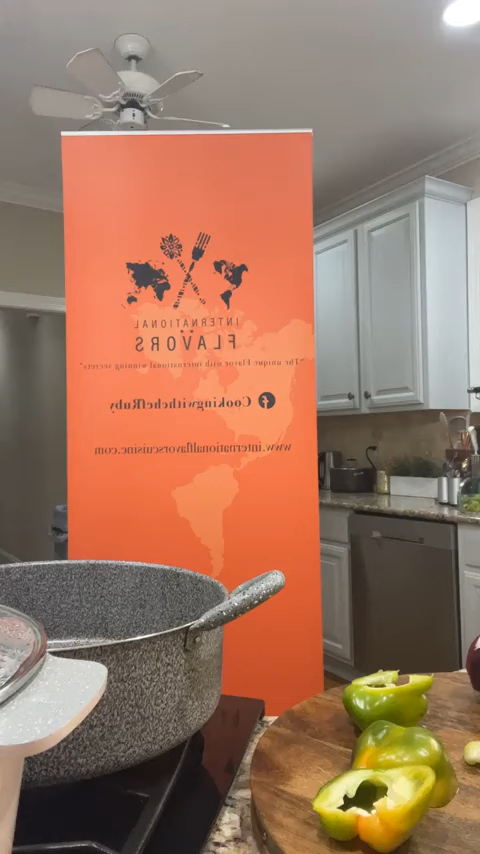 INTERNATIONAL
FLAVORS
"The unique Flavor with international winning secrets"
CookingwithchefRuby
www.internationalflavorscuisine.com